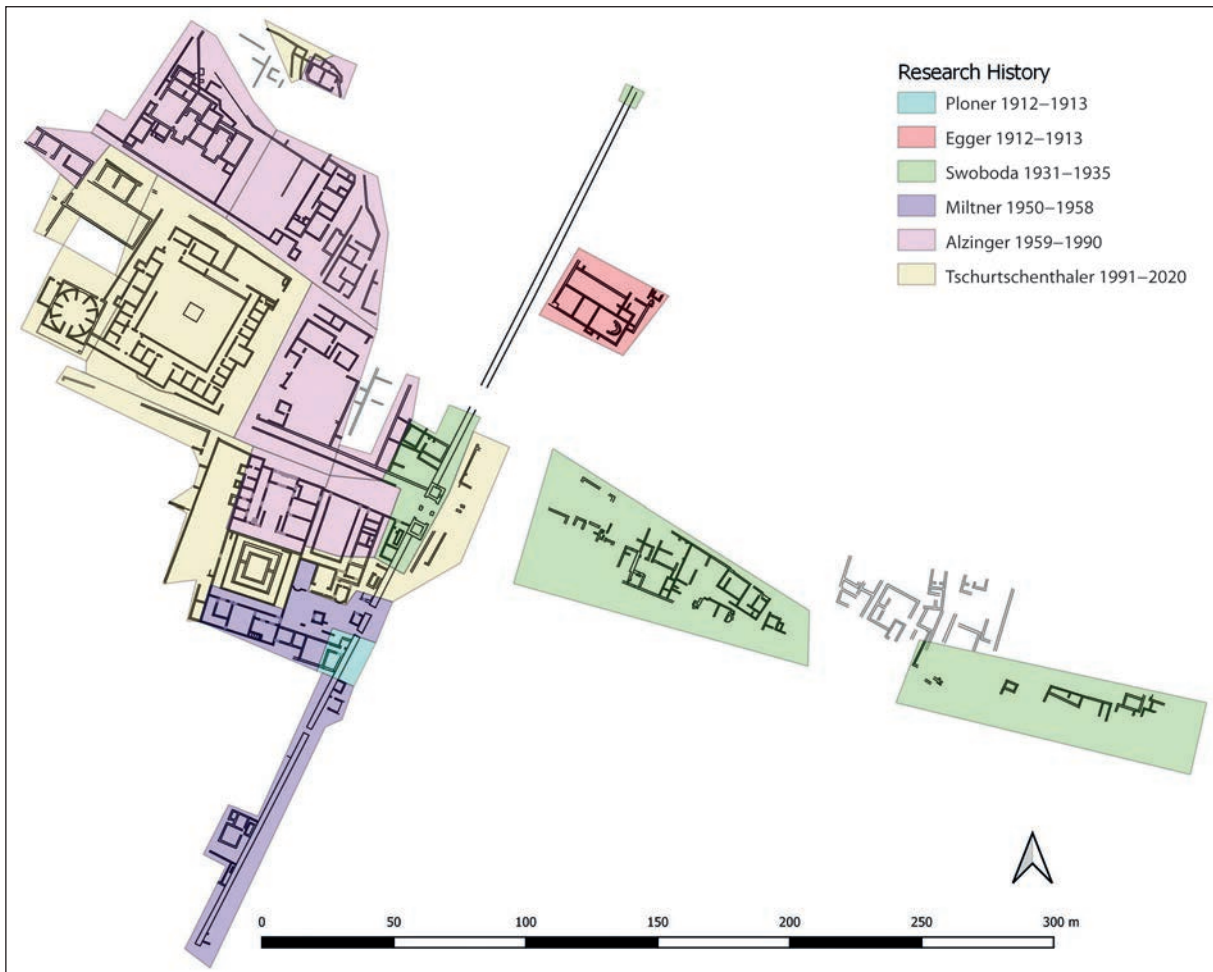 Research History
Ploner 1912–1913
Egger 1912–1913
Swoboda 1931–1935
Miltner 1950–1958
Alzinger 1959–1990
Tschurtschenthaler 1991–2020
0 50 100 150 200 250 300 m